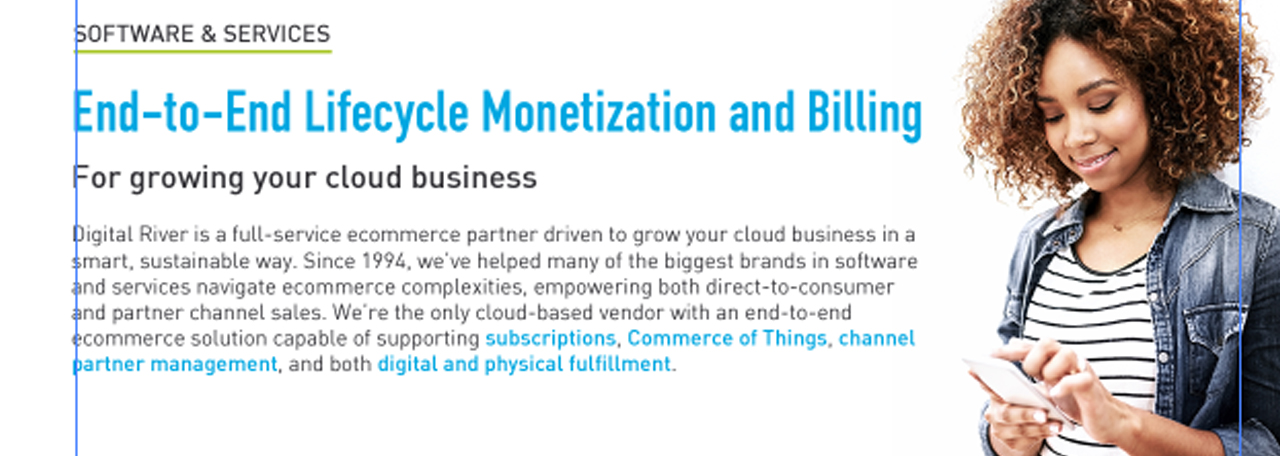 SOFTWARE & SERVICES
End-to-End Lifecycle Monetization and Billing
For growing your cloud business
Digital River is a full-service ecommerce partner driven to grow your cloud business in a
smart, sustainable way. Since 1994, we've helped many of the biggest brands in software
and services navigate ecommerce complexities, empowering both direct-to-consumer
and partner channel sales. We're the only cloud-based vendor with an end-to-end
ecommerce solution capable of supporting subscriptions, Commerce of Things, channel
partner management, and both digital and physical fulfillment.